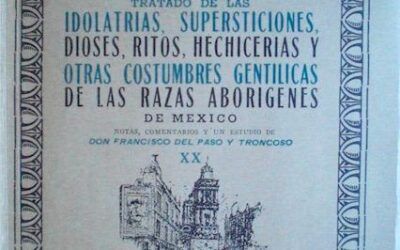 TRATADO DE LAS
IDOLATRIAS, SUPERSTICIONES,
DIOSES, RITOS, HECHICERIAS Y
OTRAS COSTUMBRES GENTILICAS
DE LAS RAZAS ABORIGENES
DE MEXICO
NOTAS, COMENTARIOS Y UN ESTUDIO DE
DON FRANCISCO DEL PASO Y TRONCOSO
XX